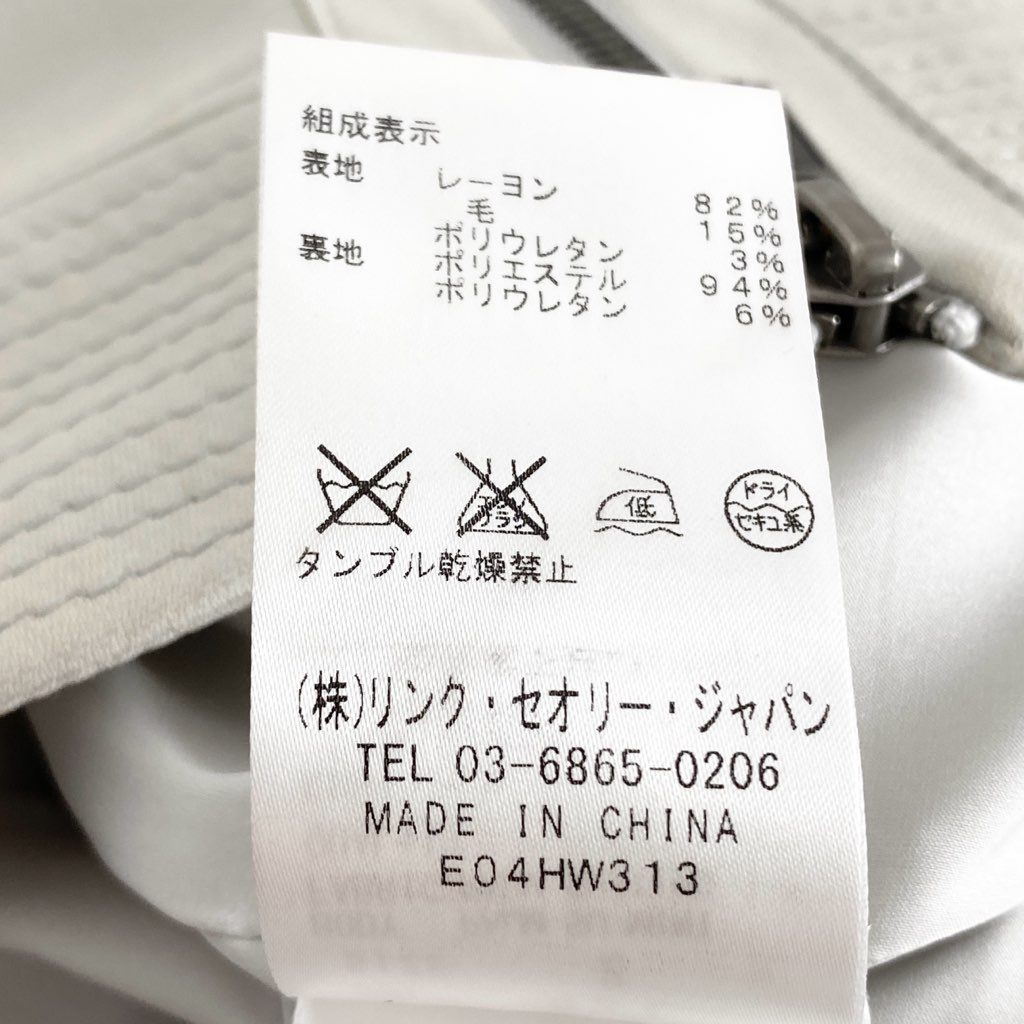 組成表示
表地 レーヨン 82%
毛 15%
ポリウレタン 3%
裏地 ポリエステル 94%
ポリウレタン 6%
低
ドライ
セキユ系
タンブル乾燥禁止
(株)リンク・セオリー・ジャパン
TEL 03-6865-0206
MADE IN CHINA
E04HW313